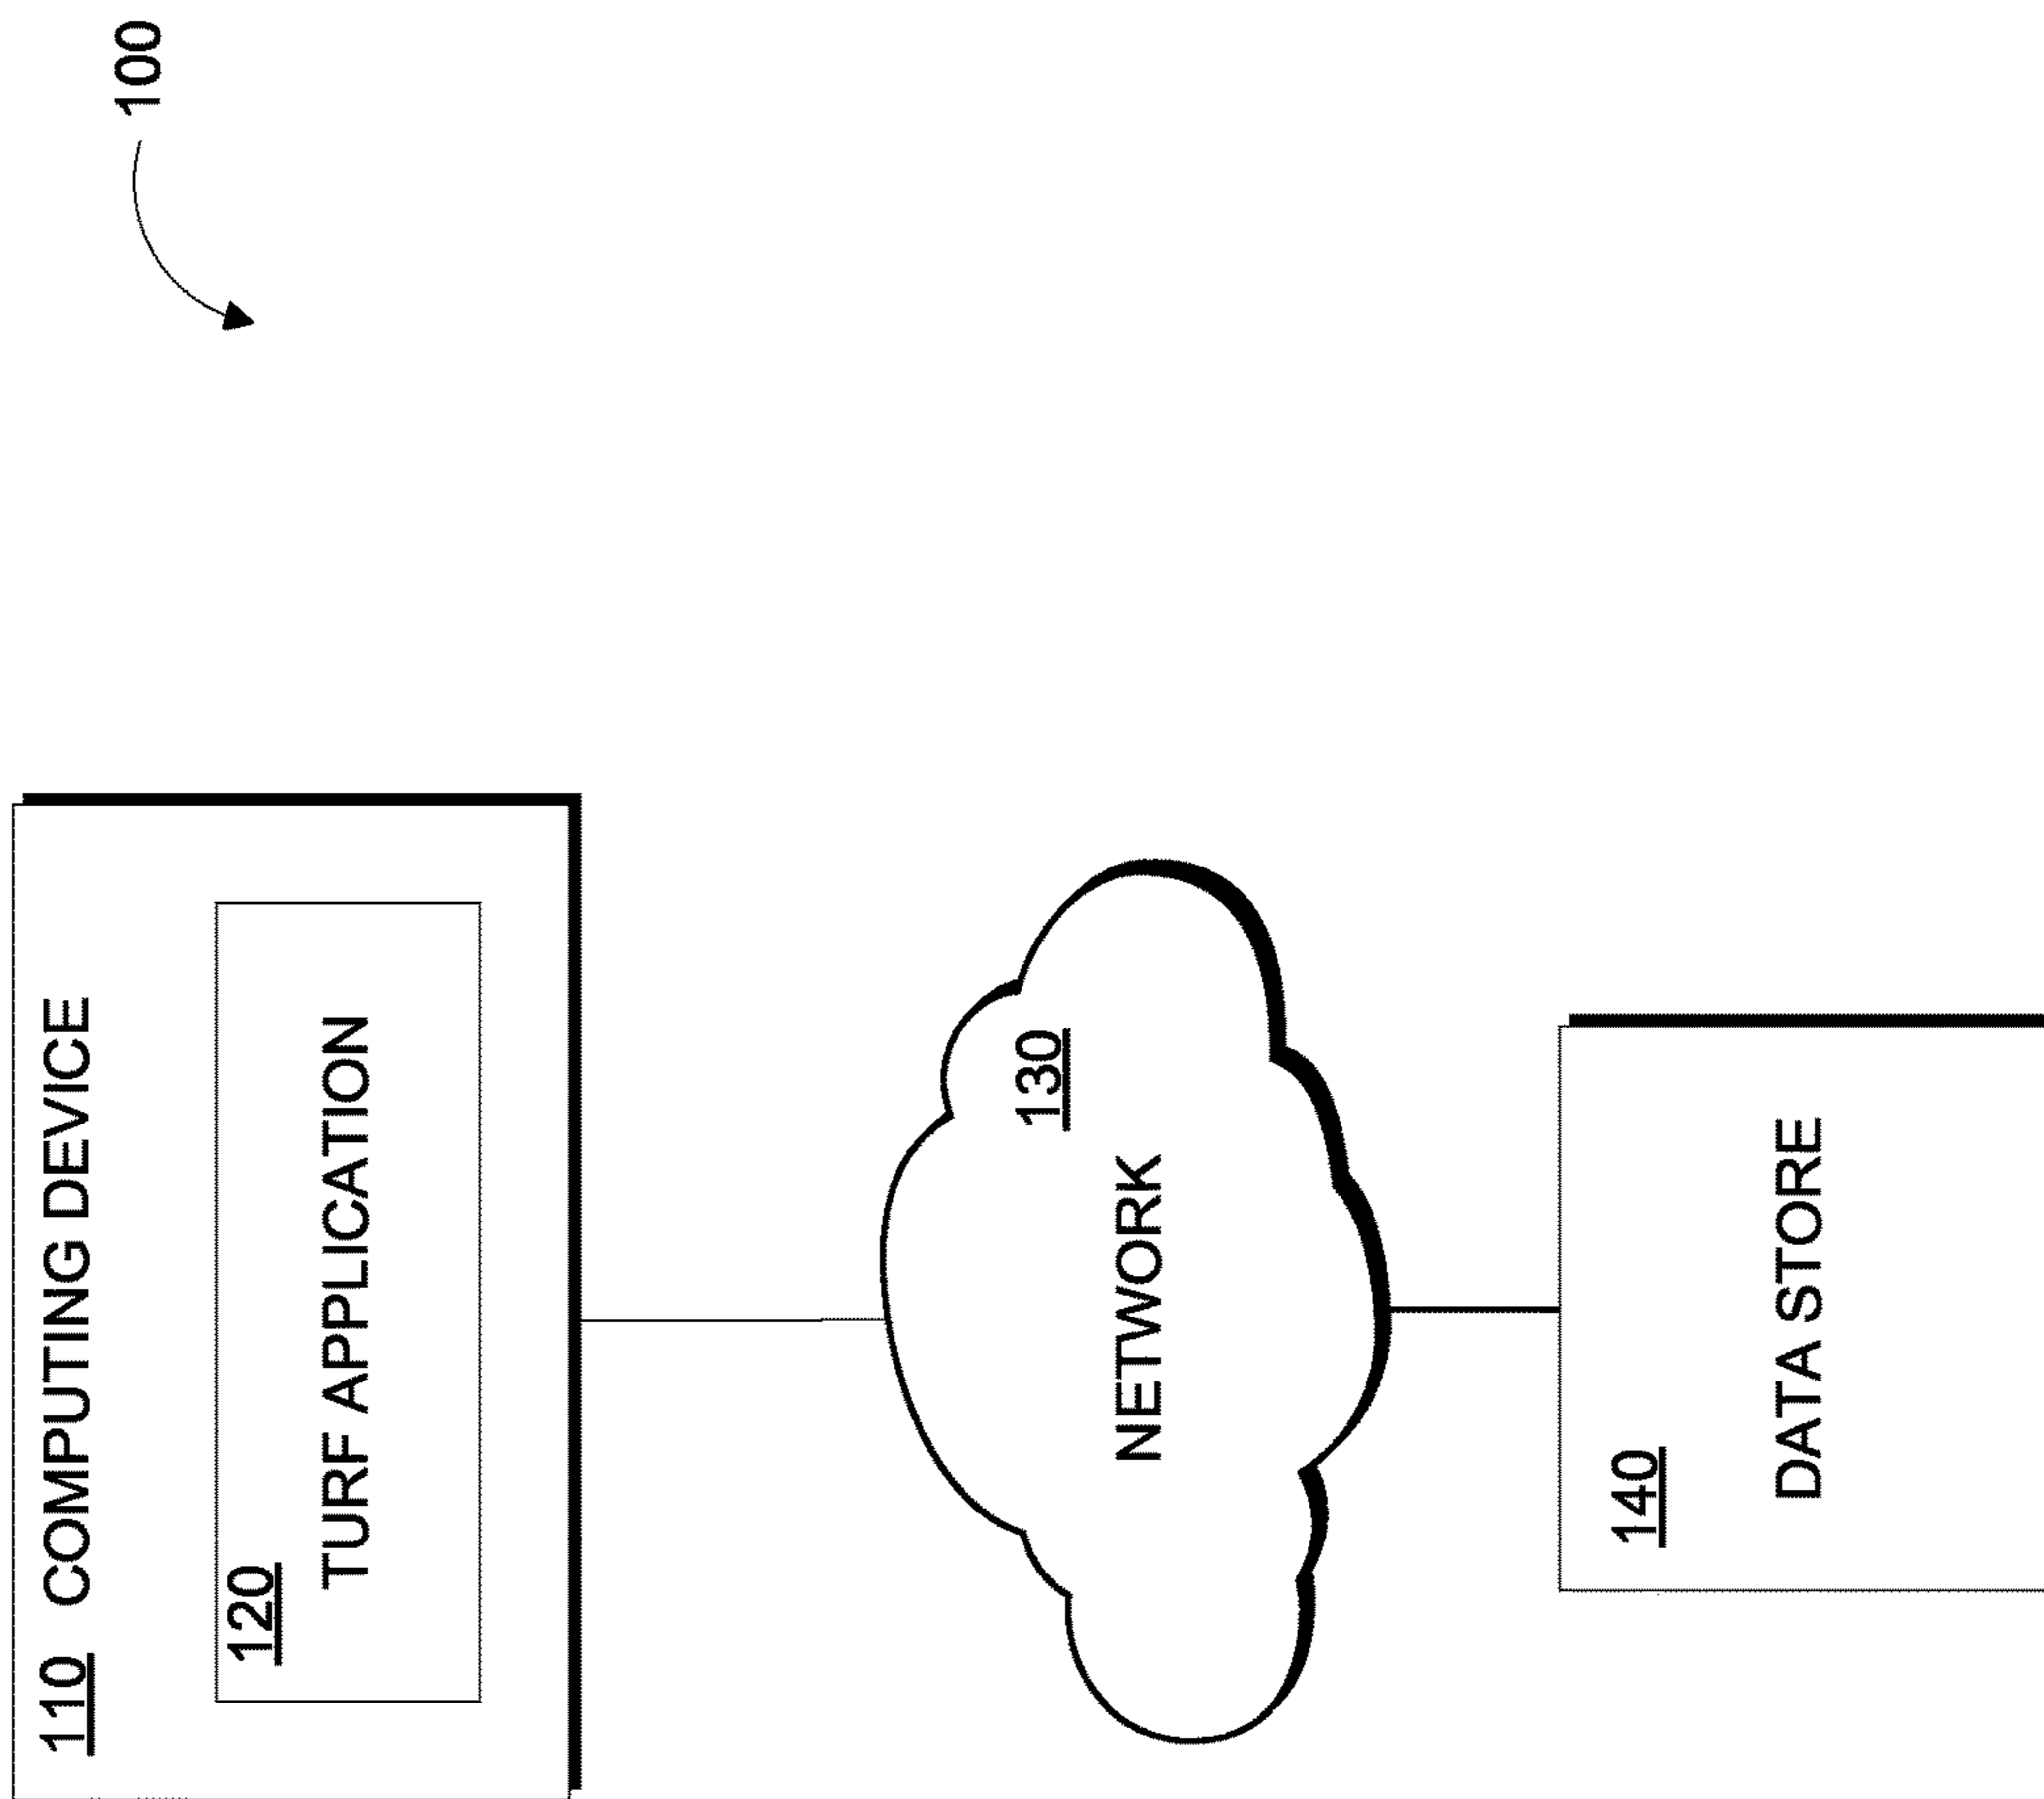 100
110 COMPUTING DEVICE
120
TURF APPLICATION
130
NETWORK
140
DATA STORE